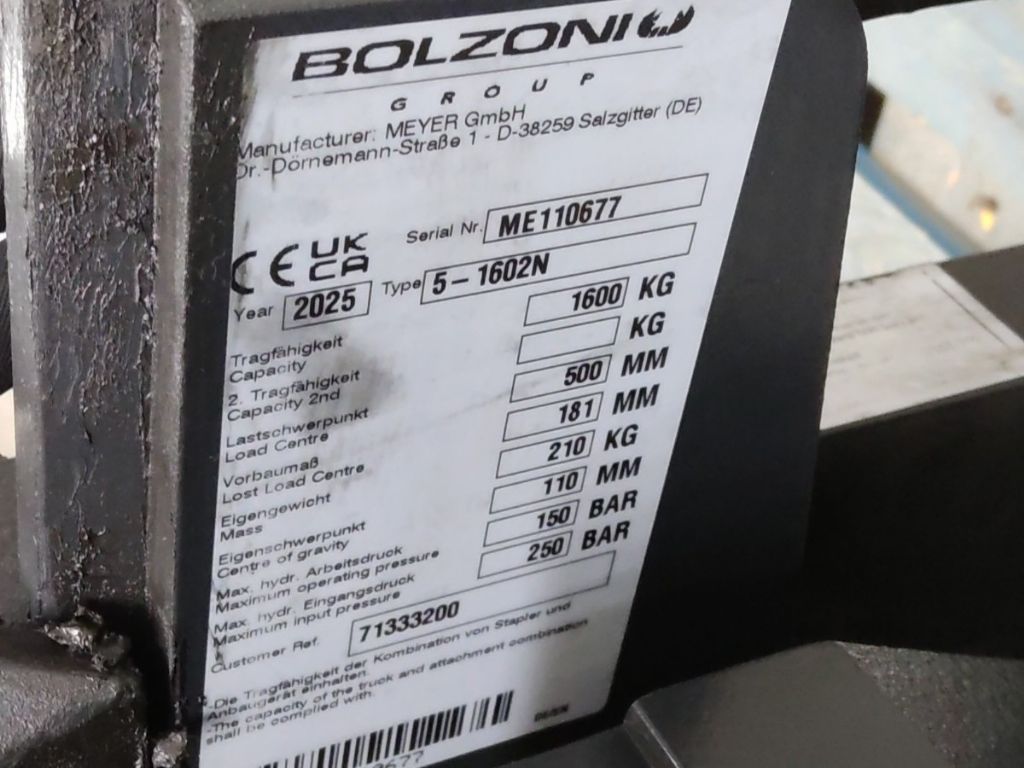 BOLZONI
GROUP
Manufacturer: MEYER GmbH
Dr.-Dörnemann-Straße 1 - D-38259 Salzgitter (DE)
Serial Nr. ME110677
CE UK CA
Year 2025 Type 5-1602N
Tragfähigkeit
Capacity 1600 KG
2. Tragfähigkeit
Capacity 2nd KG
Lastschwerpunkt
Load Centre 500 MM
Vorbaumaß
Lost Load Centre 181 MM
Eigengewicht
Mass 210 KG
Eigenschwerpunkt
Centre of gravity 110 MM
Max. hydr. Arbeitsdruck
Maximum operating pressure 150 BAR
Max. hydr. Eingangsdruck
Maximum input pressure 250 BAR
Customer Ref. 71333200
-Die Tragfähigkeit der Kombination von Stapler und
Anbaugerät einhalten.
-The capacity of the truck and attachment combination
shall be complied with.
0677